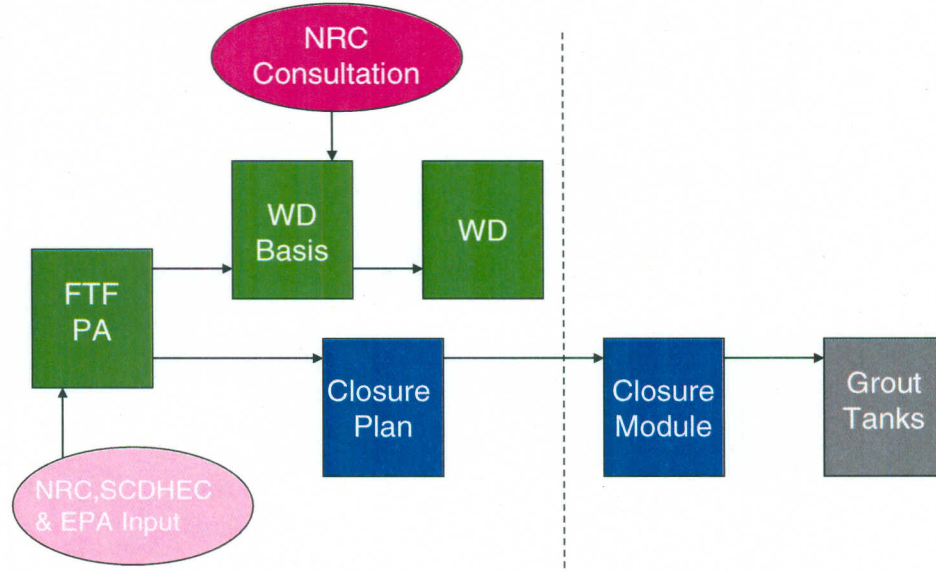 NRC
Consultation
WD
Basis
WD
FTF
PA
Closure
Plan
Closure
Module
Grout
Tanks
NRC,SCDHEC
& EPA Input